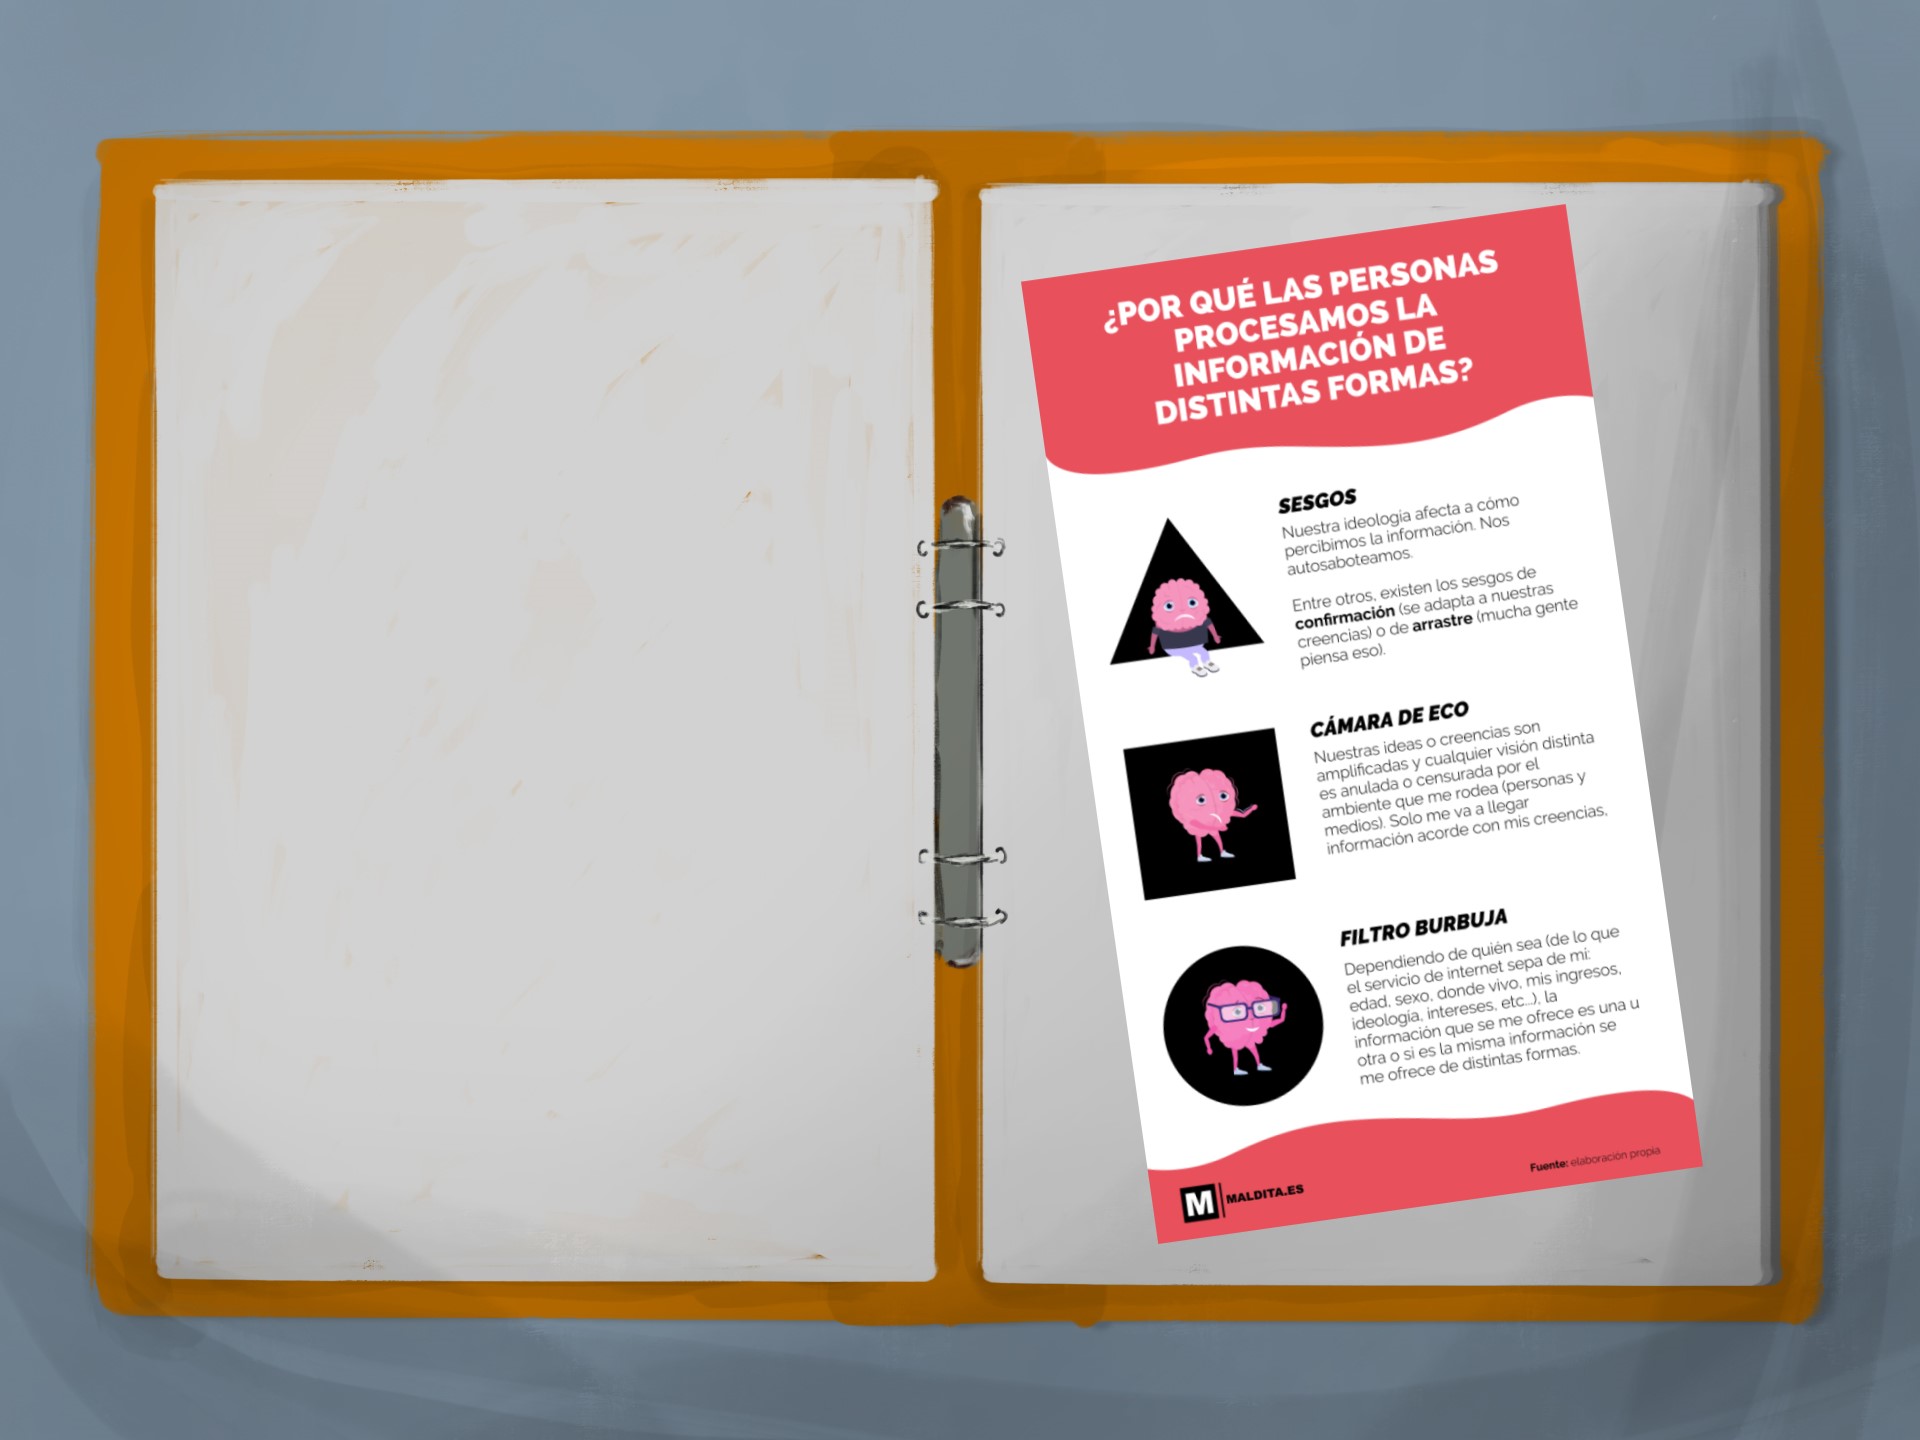 ¿POR QUÉ LAS PERSONAS
PROCESAMOS LA
INFORMACIÓN DE
DISTINTAS FORMAS?
SESGOS
Nuestra ideología afecta a cómo
percibimos la información. Nos
autosaboteamos.
Entre otros, existen los sesgos de
confirmación (se adapta a nuestras
creencias) o de arrastre (mucha gente
piensa eso).
CÁMARA DE ECO
Nuestras ideas o creencias son
amplificadas y cualquier visión distinta
es anulada o censurada por el
ambiente que me rodea (personas y
medios). Solo me va a llegar
información acorde con mis creencias,
FILTRO BURBUJA
Dependiendo de quién sea (de lo que
el servicio de internet sepa de mi:
edad, sexo, donde vivo, mis ingresos,
ideología, intereses, etc...), la
información que se me ofrece es una u
otra o si es la misma información se
me ofrece de distintas formas.
Fuente: elaboración propia
M MALDITA.ES